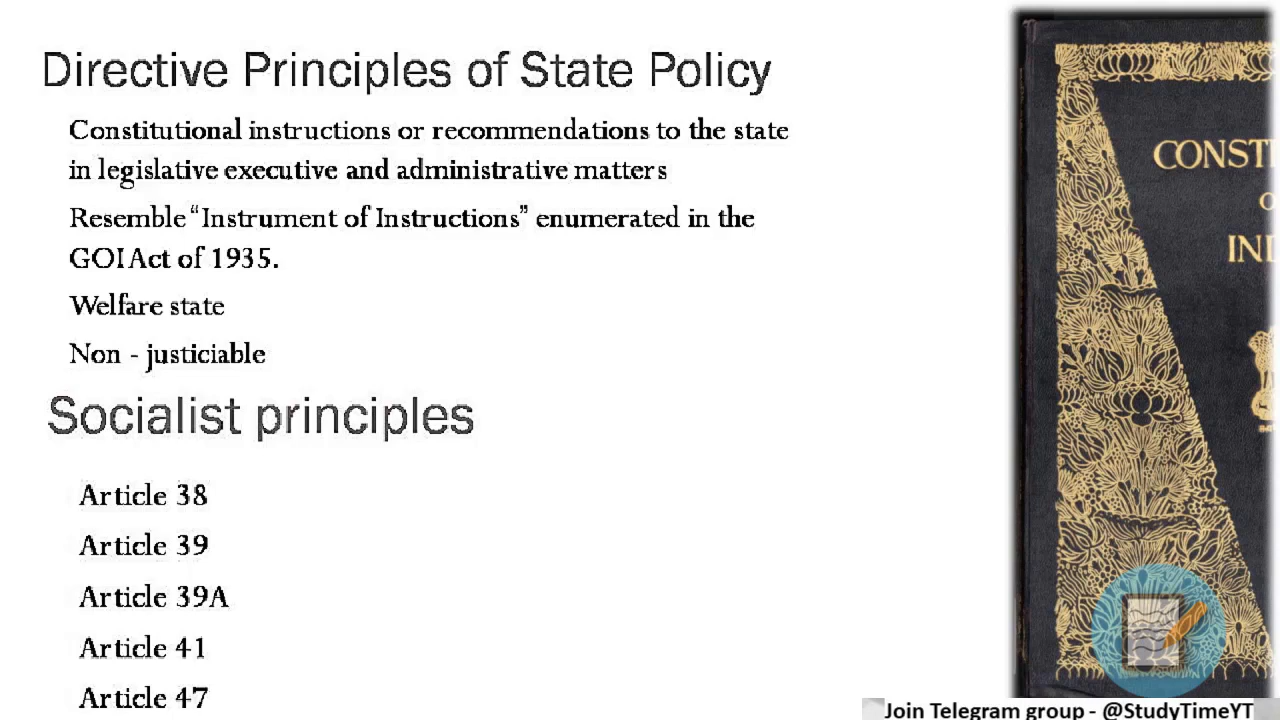 Directive Principles of State Policy
Constitutional instructions or recommendations to the state
in legislative executive and administrative matters
Resemble “Instrument of Instructions” enumerated in the
GOI Act of 1935.
Welfare state
Non - justiciable
Socialist principles
Article 38
Article 39
Article 39A
Article 41
Article 47
CONSTI
O
IND
Join Telegram group - @StudyTimeYT